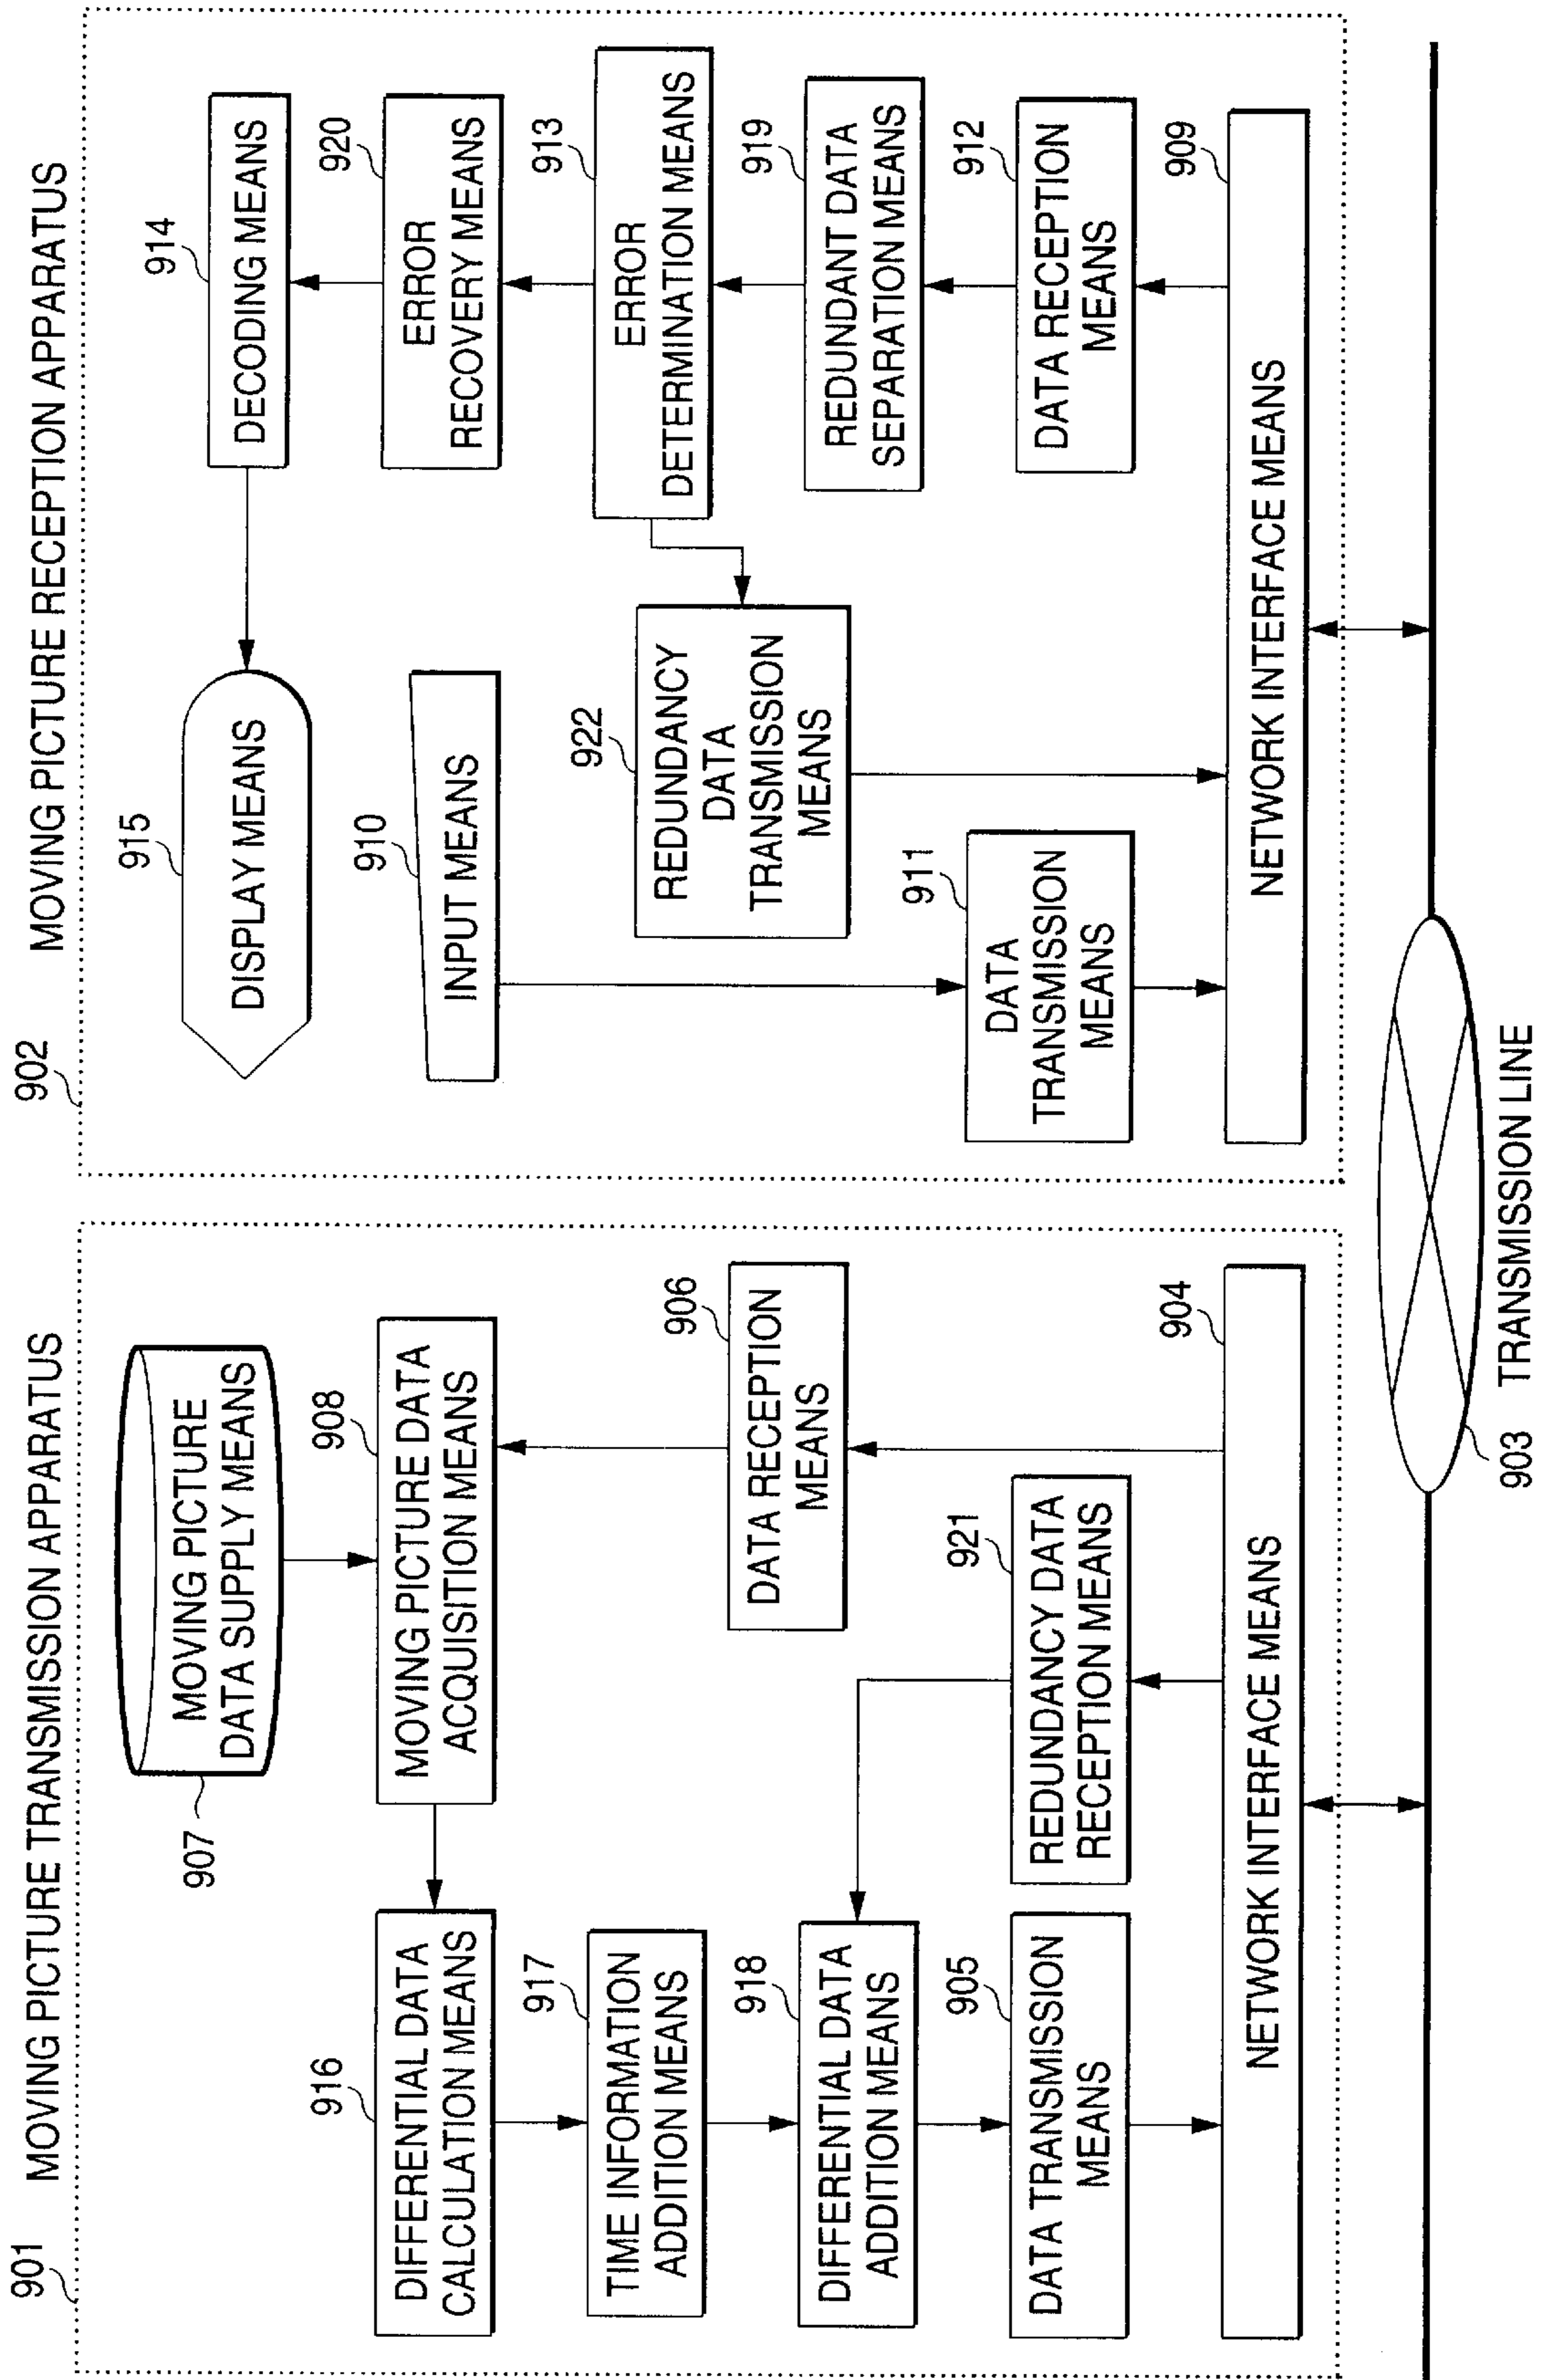 901
MOVING PICTURE TRANSMISSION APPARATUS
907
MOVING PICTURE
DATA SUPPLY MEANS
908
MOVING PICTURE DATA
ACQUISITION MEANS
916
DIFFERENTIAL DATA
CALCULATION MEANS
917
TIME INFORMATION
ADDITION MEANS
906
DATA RECEPTION
MEANS
918
DIFFERENTIAL DATA
ADDITION MEANS
921
REDUNDANCY DATA
RECEPTION MEANS
905
DATA TRANSMISSION
MEANS
904
NETWORK INTERFACE MEANS
902
MOVING PICTURE RECEPTION APPARATUS
915
DISPLAY MEANS
914
DECODING MEANS
910
INPUT MEANS
920
ERROR
RECOVERY MEANS
913
ERROR
DETERMINATION MEANS
922
REDUNDANCY
DATA
TRANSMISSION
MEANS
919
REDUNDANT DATA
SEPARATION MEANS
911
DATA
TRANSMISSION
MEANS
912
DATA RECEPTION
MEANS
909
NETWORK INTERFACE MEANS
903
TRANSMISSION LINE